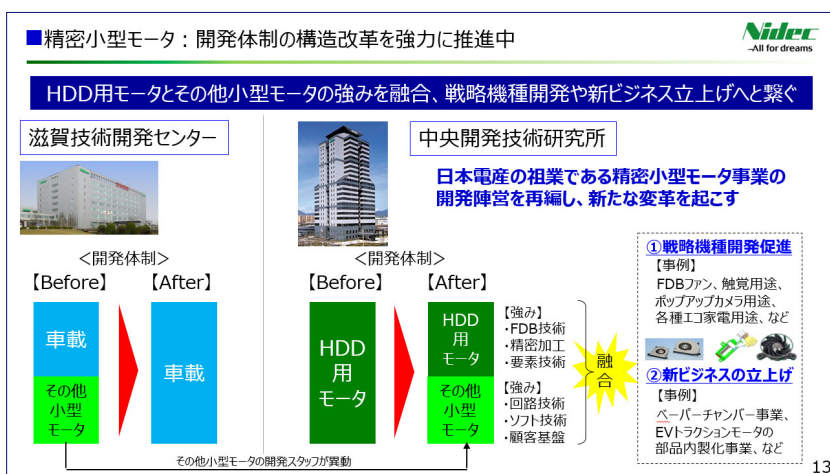 ■精密小型モータ：開発体制の構造改革を強力に推進中
Nidec
-All for dreams
HDD用モータとその他小型モータの強みを融合、戦略機種開発や新ビジネス立上げへと繋ぐ
滋賀技術開発センター
<開発体制>
【Before】
【After】
車載
その他
小型
モータ
車載
中央開発技術研究所
日本電産の祖業である精密小型モータ事業の
開発陣営を再編し、新たな変革を起こす
<開発体制>
【Before】
【After】
HDD
用
モータ
HDD
用
モータ
その他
小型
モータ
【強み】
・FDB技術
・精密加工
・要素技術
【強み】
・回路技術
・ソフト技術
・顧客基盤
融
合
①戦略機種開発促進
【事例】
FDBファン、触覚用途、
ポップアップカメラ用途、
各種エコ家電用途、など
②新ビジネスの立上げ
【事例】
ベーパーチャンバー事業、
EVトラクションモータの
部品内製化事業、など
その他小型モータの開発スタッフが異動
13